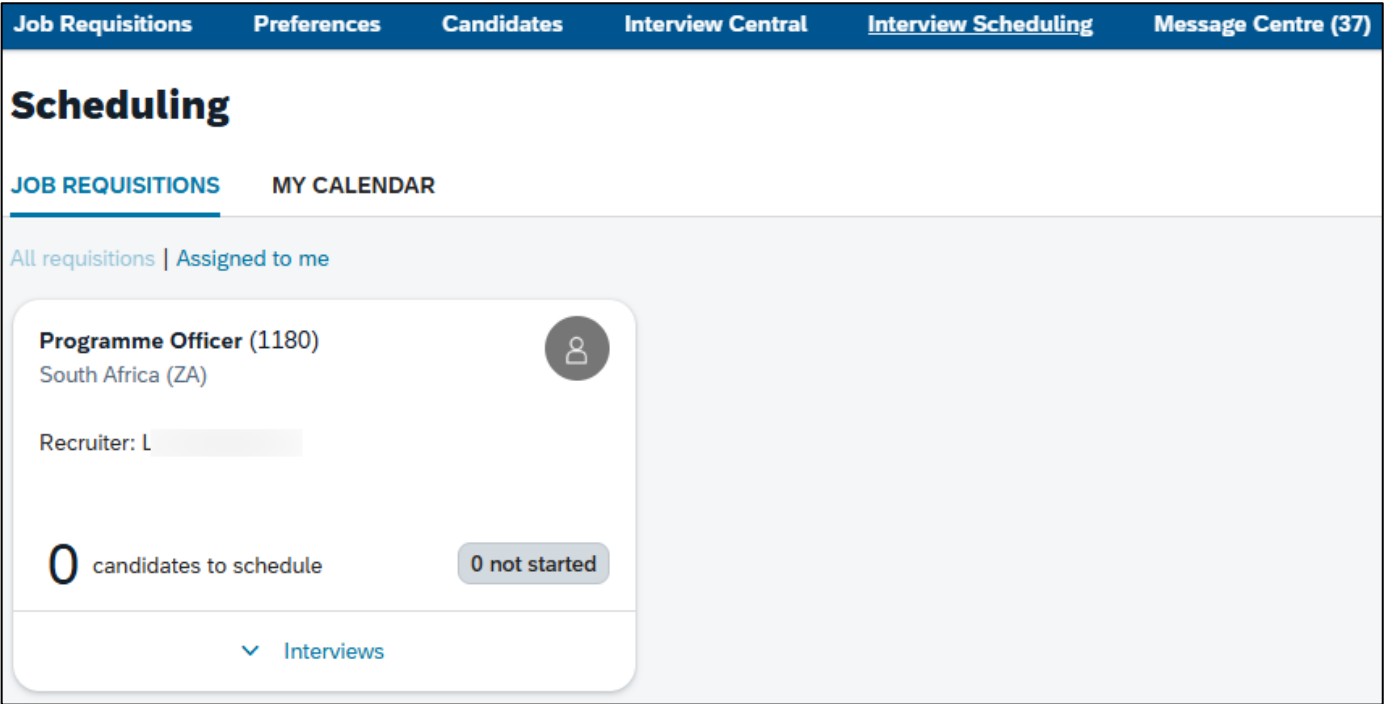 Job Requisitions Preferences Candidates Interview Central Interview Scheduling Message Centre (37)
Scheduling
JOB REQUISITIONS MY CALENDAR
All requisitions | Assigned to me
Programme Officer (1180)
South Africa (ZA)
Recruiter: L
0 candidates to schedule 0 not started
Interviews